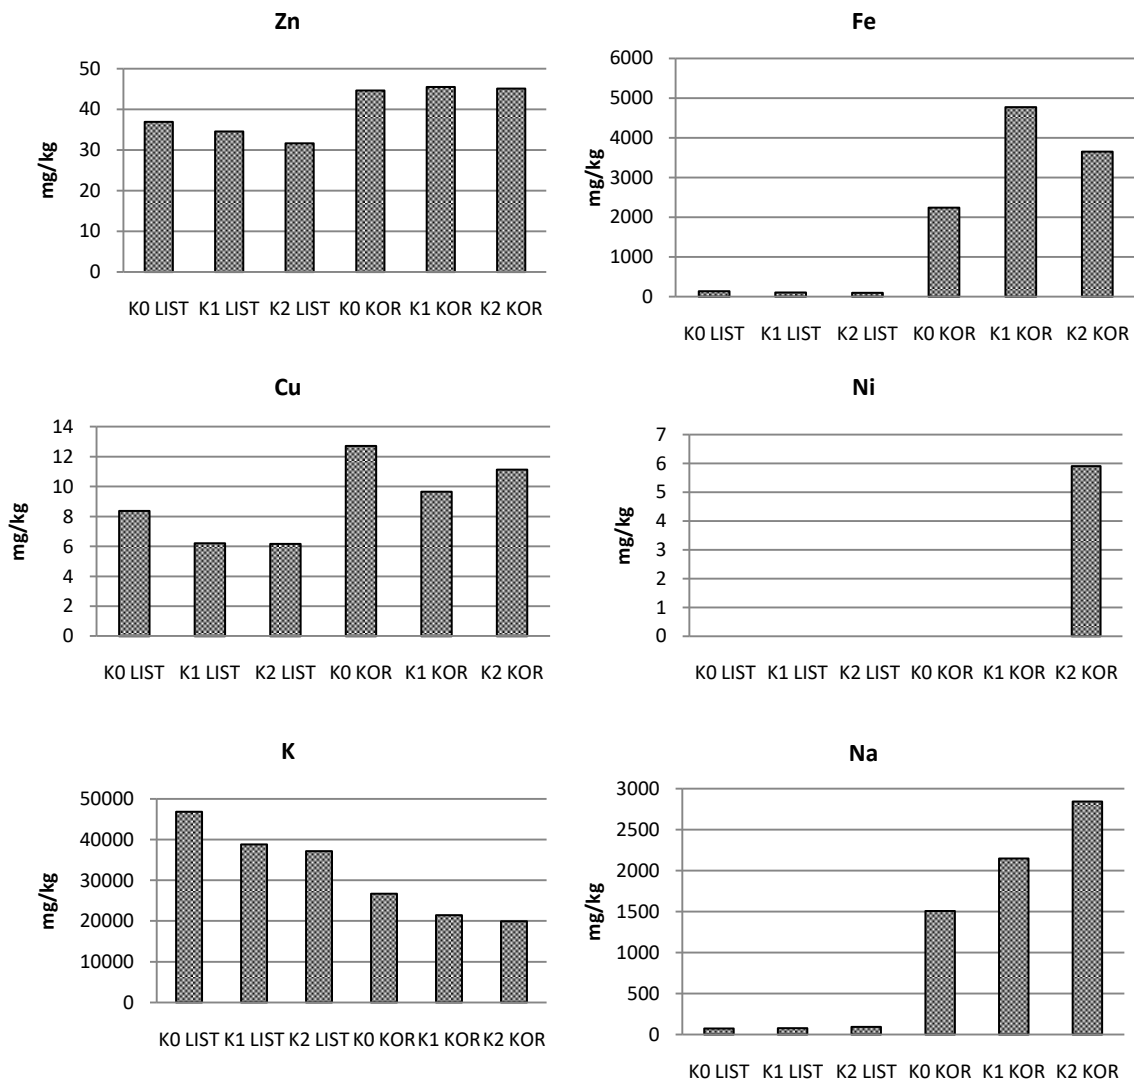 Zn
50
40
30
20
10
0
mg/kg
K0 LIST K1 LIST K2 LIST K0 KOR K1 KOR K2 KOR
Fe
6000
5000
4000
3000
2000
1000
0
mg/kg
K0 LIST K1 LIST K2 LIST K0 KOR K1 KOR K2 KOR
Cu
14
12
10
8
6
4
2
0
mg/kg
K0 LIST K1 LIST K2 LIST K0 KOR K1 KOR K2 KOR
Ni
7
6
5
4
3
2
1
0
mg/kg
K0 LIST K1 LIST K2 LIST K0 KOR K1 KOR K2 KOR
K
50000
40000
30000
20000
10000
0
mg/kg
K0 LIST K1 LIST K2 LIST K0 KOR K1 KOR K2 KOR
Na
3000
2500
2000
1500
1000
500
0
mg/kg
K0 LIST K1 LIST K2 LIST K0 KOR K1 KOR K2 KOR